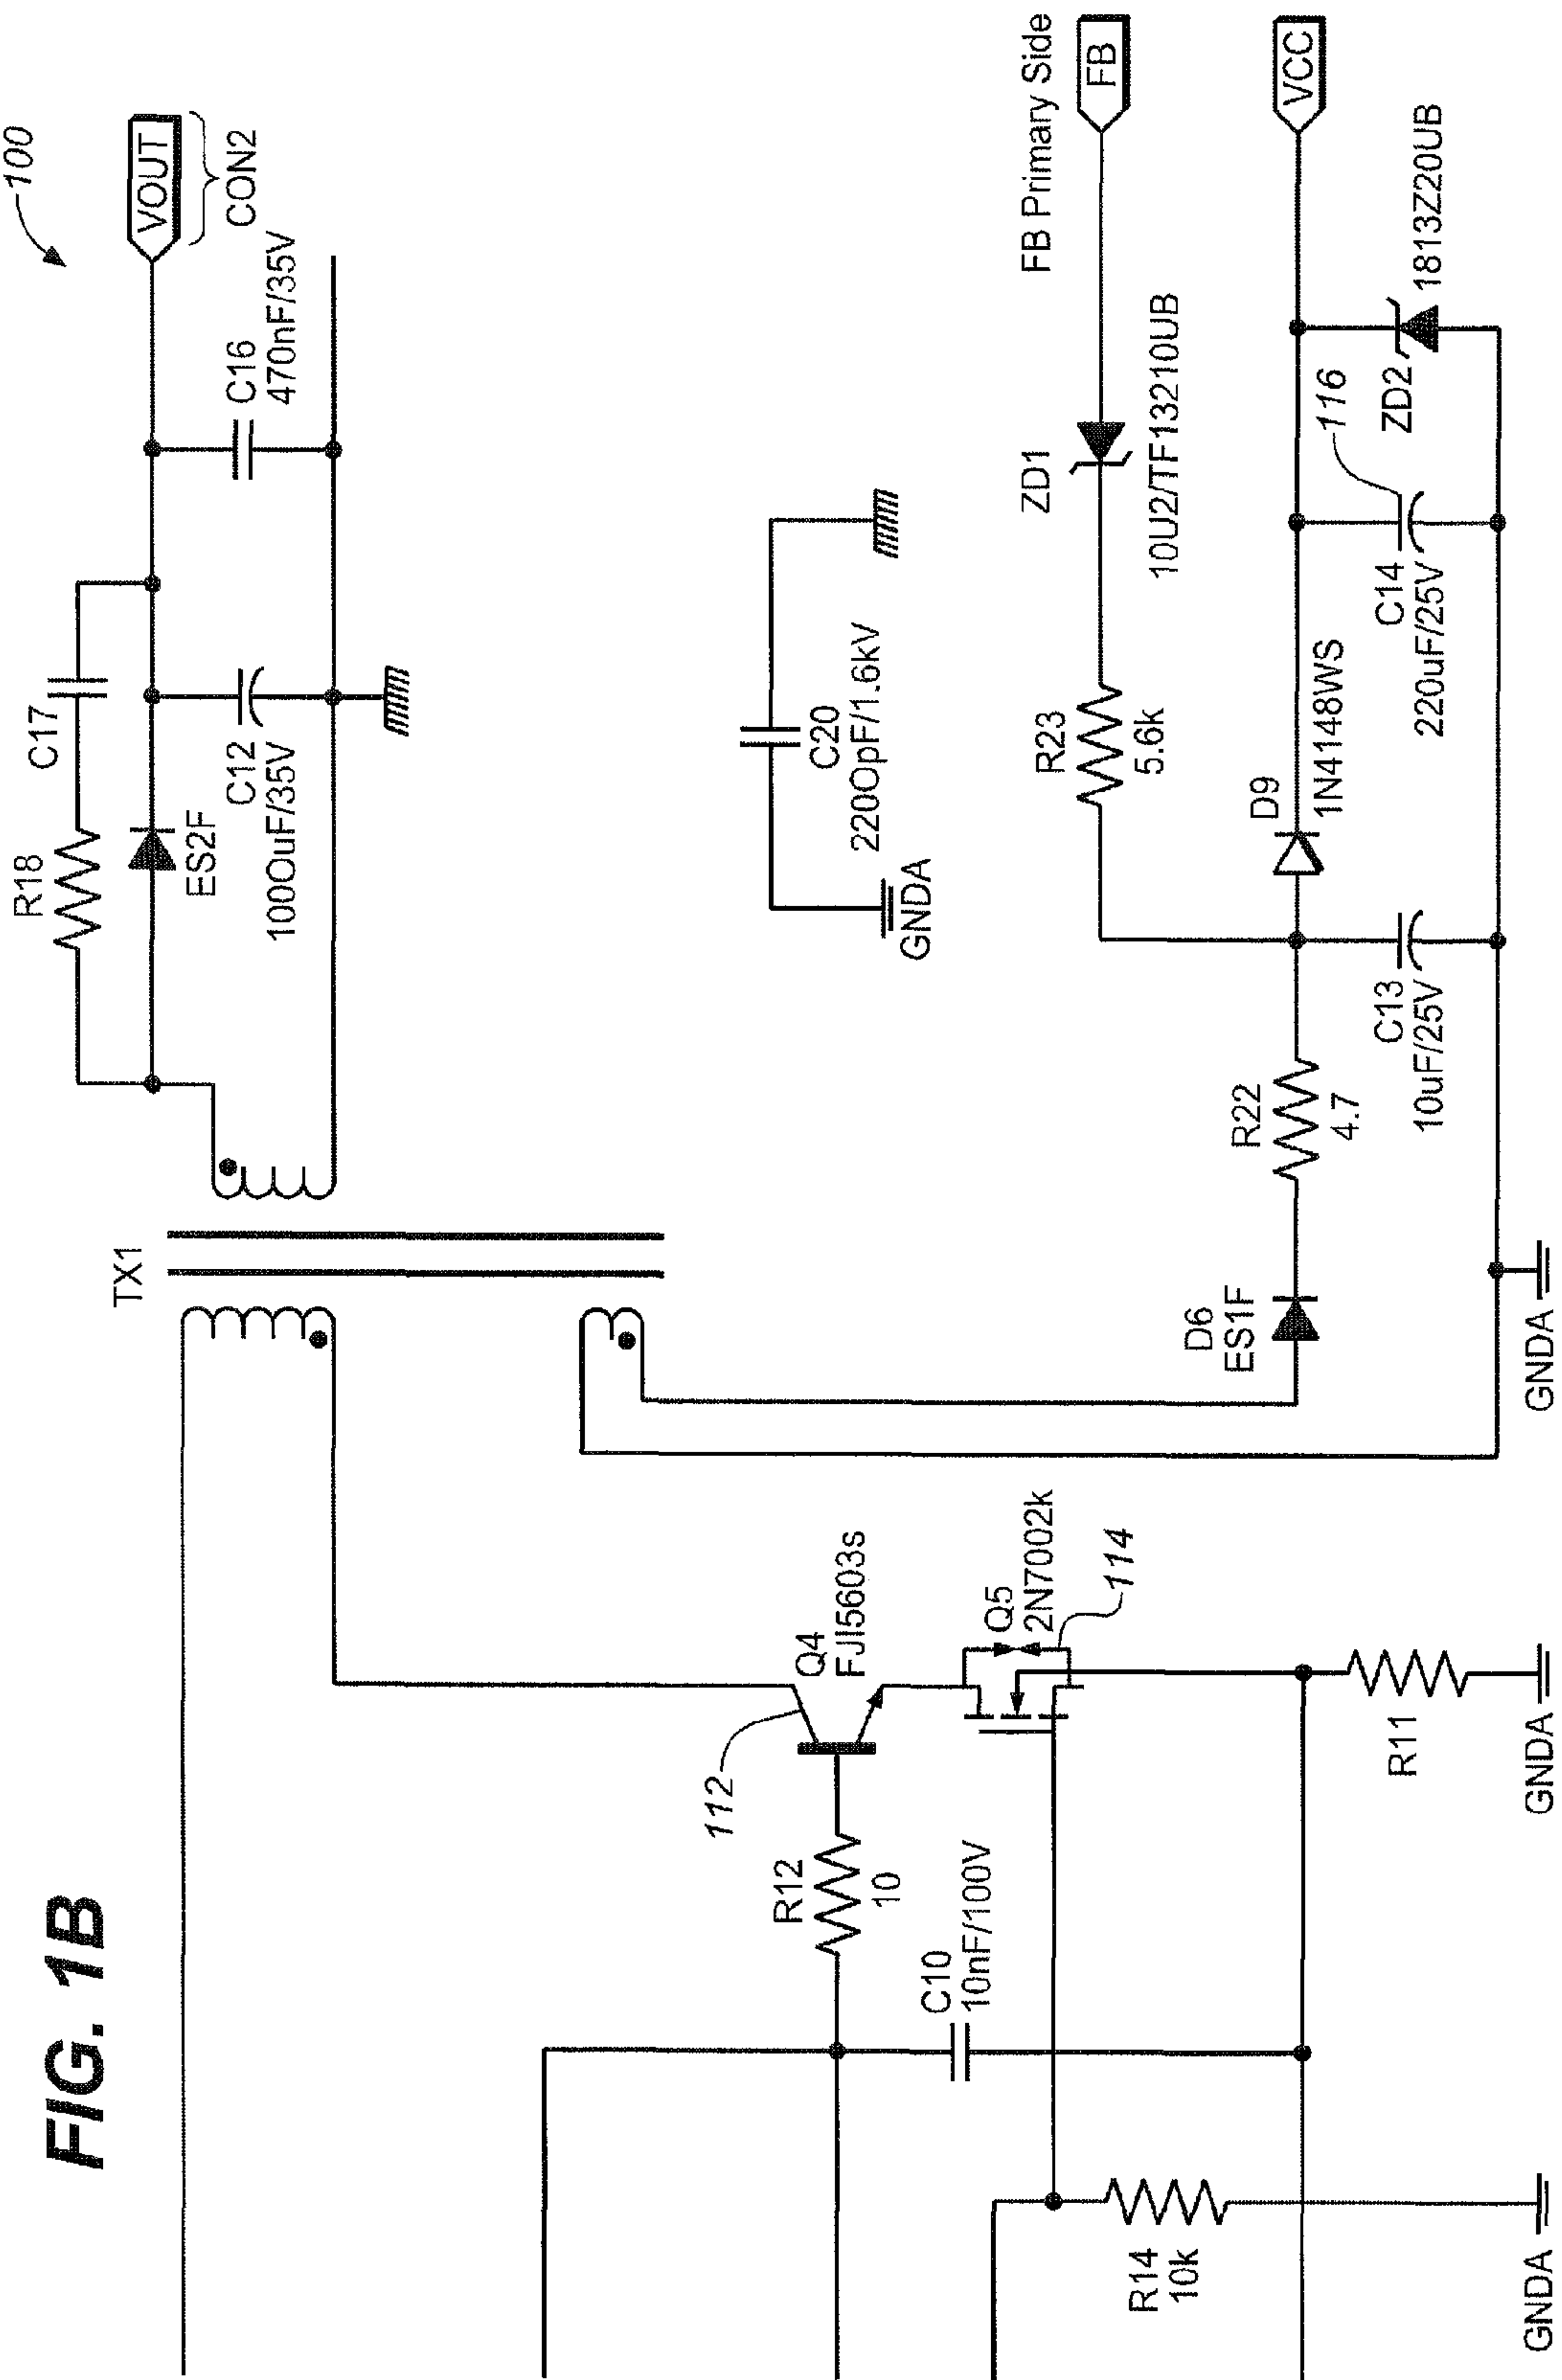 FIG. 1B
100
VOUT
CON2
R18
C17
ES2F
C12
1000uF/35V
C16
470nF/35V
TX1
C20
2200pF/1.6kV
GNDA
FB Primary Side
FB
ZD1
10U2/TF13210UB
R23
5.6k
VCC
D6
ES1F
R22
4.7
D9
1N4148WS
C13
10uF/25V
C14
220uF/25V
116
ZD2
1813Z20UB
GNDA
112
Q4
FJI5603s
R12
10
Q5
2N7002k
114
C10
10nF/100V
R11
GNDA
R14
10k
GNDA